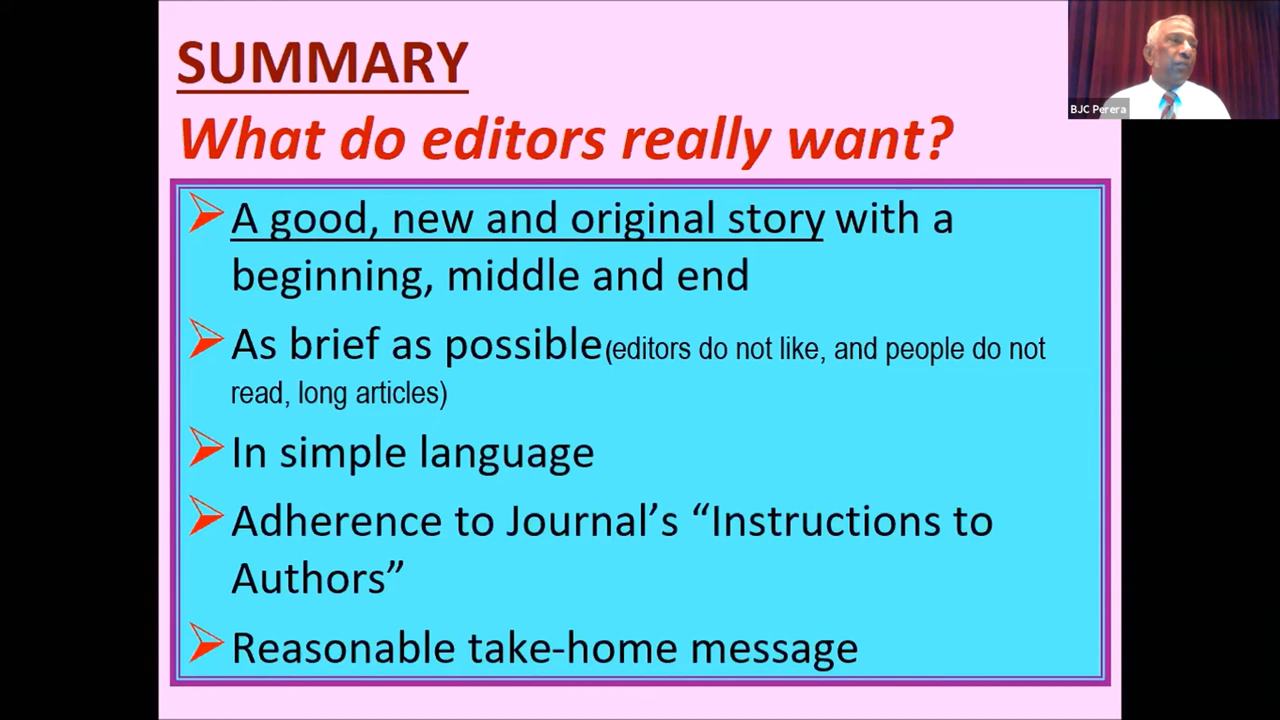 SUMMARY
What do editors really want?
A good, new and original story with a
beginning, middle and end
As brief as possible(editors do not like, and people do not
read, long articles)
In simple language
Adherence to Journal’s “Instructions to
Authors”
Reasonable take-home message
BJC Perera